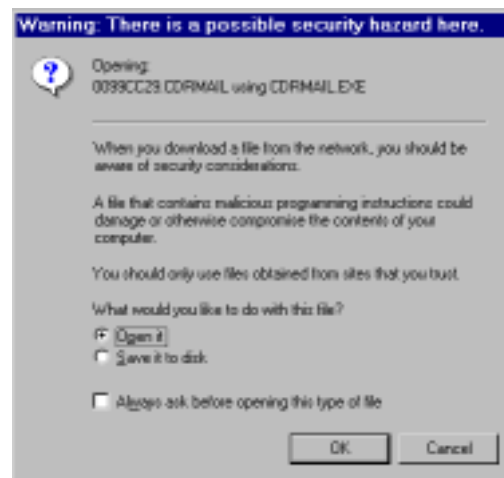 Warning: There is a possible security hazard here.
Opening:
0099CC29.CDRMAIL using CDRMAIL.EXE
When you download a file from the network, you should be
aware of security considerations.
A file that contains malicious programming instructions could
damage or otherwise compromise the contents of your
computer.
You should only use files obtained from sites that you trust.
What would you like to do with this file?
Open it
Save it to disk
Always ask before opening this type of file
OK
Cancel